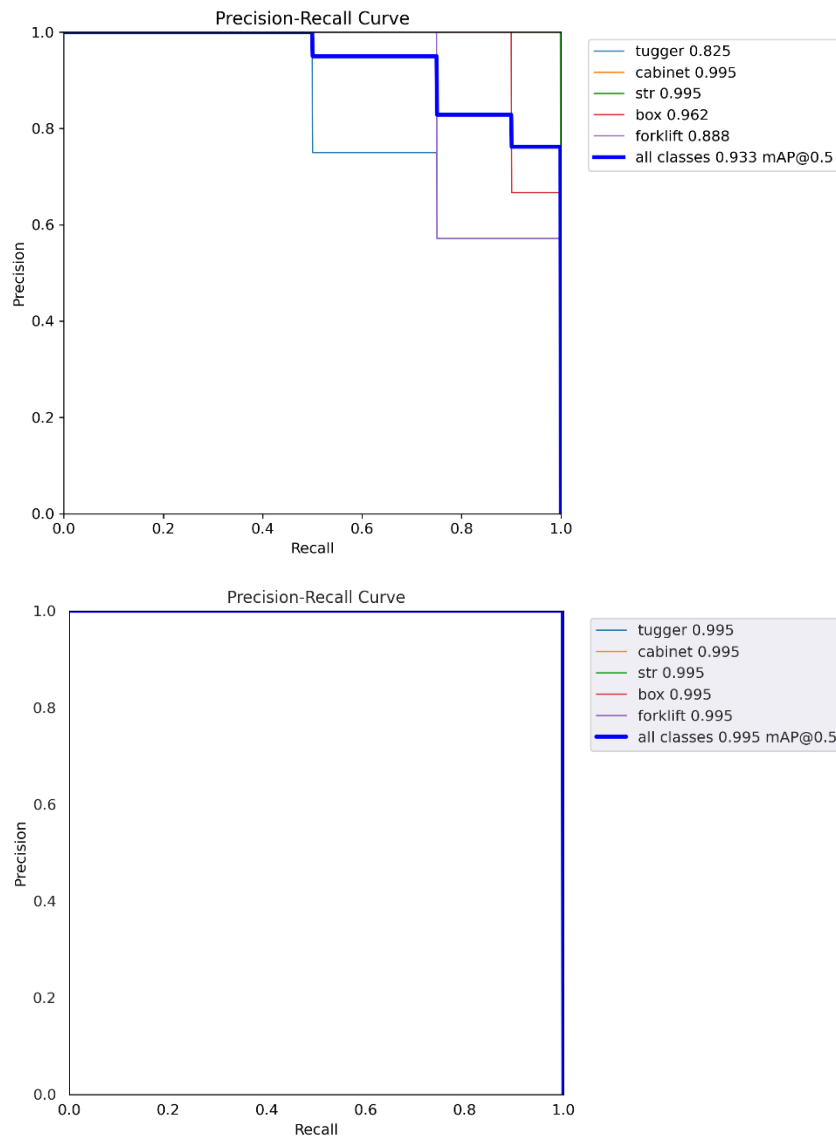 Precision-Recall Curve
1.0
0.8
0.6
0.4
0.2
0.0
Precision
0.0 0.2 0.4 0.6 0.8 1.0
Recall
tugger 0.825
cabinet 0.995
str 0.995
box 0.962
forklift 0.888
all classes 0.933 mAP@0.5
Precision-Recall Curve
1.0
0.8
0.6
0.4
0.2
0.0
Precision
0.0 0.2 0.4 0.6 0.8 1.0
Recall
tugger 0.995
cabinet 0.995
str 0.995
box 0.995
forklift 0.995
all classes 0.995 mAP@0.5